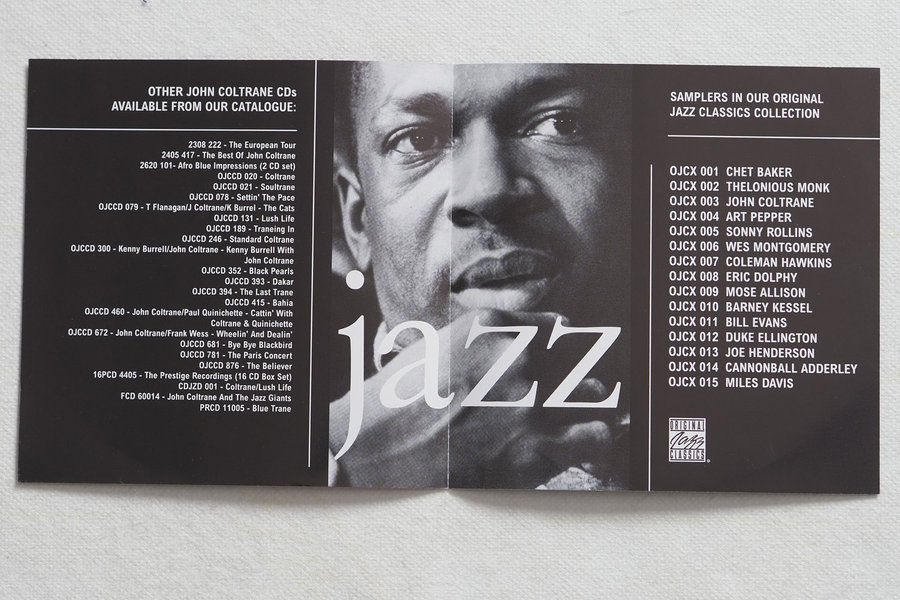 OTHER JOHN COLTRANE CDs
AVAILABLE FROM OUR CATALOGUE:
2308 222 - The European Tour
2405 417 - The Best Of John Coltrane
2620 101- Afro Blue Impressions (2 CD set)
OJCCD 020 - Coltrane
OJCCD 021 - Soultrane
OJCCD 078 - Settin' The Pace
OJCCD 079 - T Flanagan/J Coltrane/K Burrel - The Cats
OJCCD 131 - Lush Life
OJCCD 189 - Traneing In
OJCCD 246 - Standard Coltrane
OJCCD 300 - Kenny Burrell/John Coltrane - Kenny Burrell With
John Coltrane
OJCCD 352 - Black Pearls
OJCCD 393 - Dakar
OJCCD 394 - The Last Trane
OJCCD 415 - Bahia
OJCCD 460 - John Coltrane/Paul Quinichette - Cattin' With
Coltrane & Quinichette
OJCCD 672 - John Coltrane/Frank Wess - Wheelin' And Dealin'
OJCCD 681 - Bye Bye Blackbird
OJCCD 781 - The Paris Concert
OJCCD 876 - The Believer
16PCD 4405 - The Prestige Recordings (16 CD Box Set)
CDJZD 001 - Coltrane/Lush Life
FCD 60014 - John Coltrane And The Jazz Giants
PRCD 11005 - Blue Trane
jazz
SAMPLERS IN OUR ORIGINAL
JAZZ CLASSICS COLLECTION
OJCX 001 CHET BAKER
OJCX 002 THELONIOUS MONK
OJCX 003 JOHN COLTRANE
OJCX 004 ART PEPPER
OJCX 005 SONNY ROLLINS
OJCX 006 WES MONTGOMERY
OJCX 007 COLEMAN HAWKINS
OJCX 008 ERIC DOLPHY
OJCX 009 MOSE ALLISON
OJCX 010 BARNEY KESSEL
OJCX 011 BILL EVANS
OJCX 012 DUKE ELLINGTON
OJCX 013 JOE HENDERSON
OJCX 014 CANNONBALL ADDERLEY
OJCX 015 MILES DAVIS
ORIGINAL
Jazz
CLASSICS